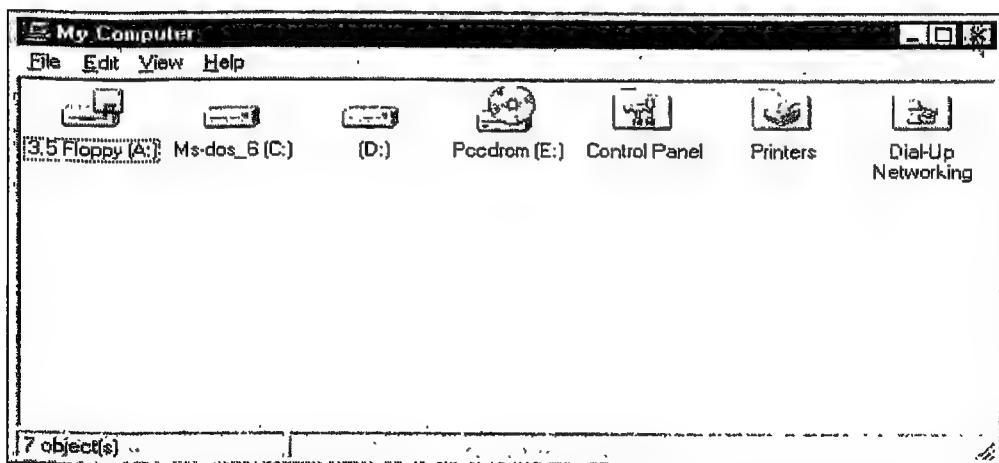 My Computer
File Edit View Help
3.5 Floppy (A:) Ms-dos_6 (C:) (D:) Pccdrom (E:) Control Panel Printers Dial-Up
Networking
7 object(s)